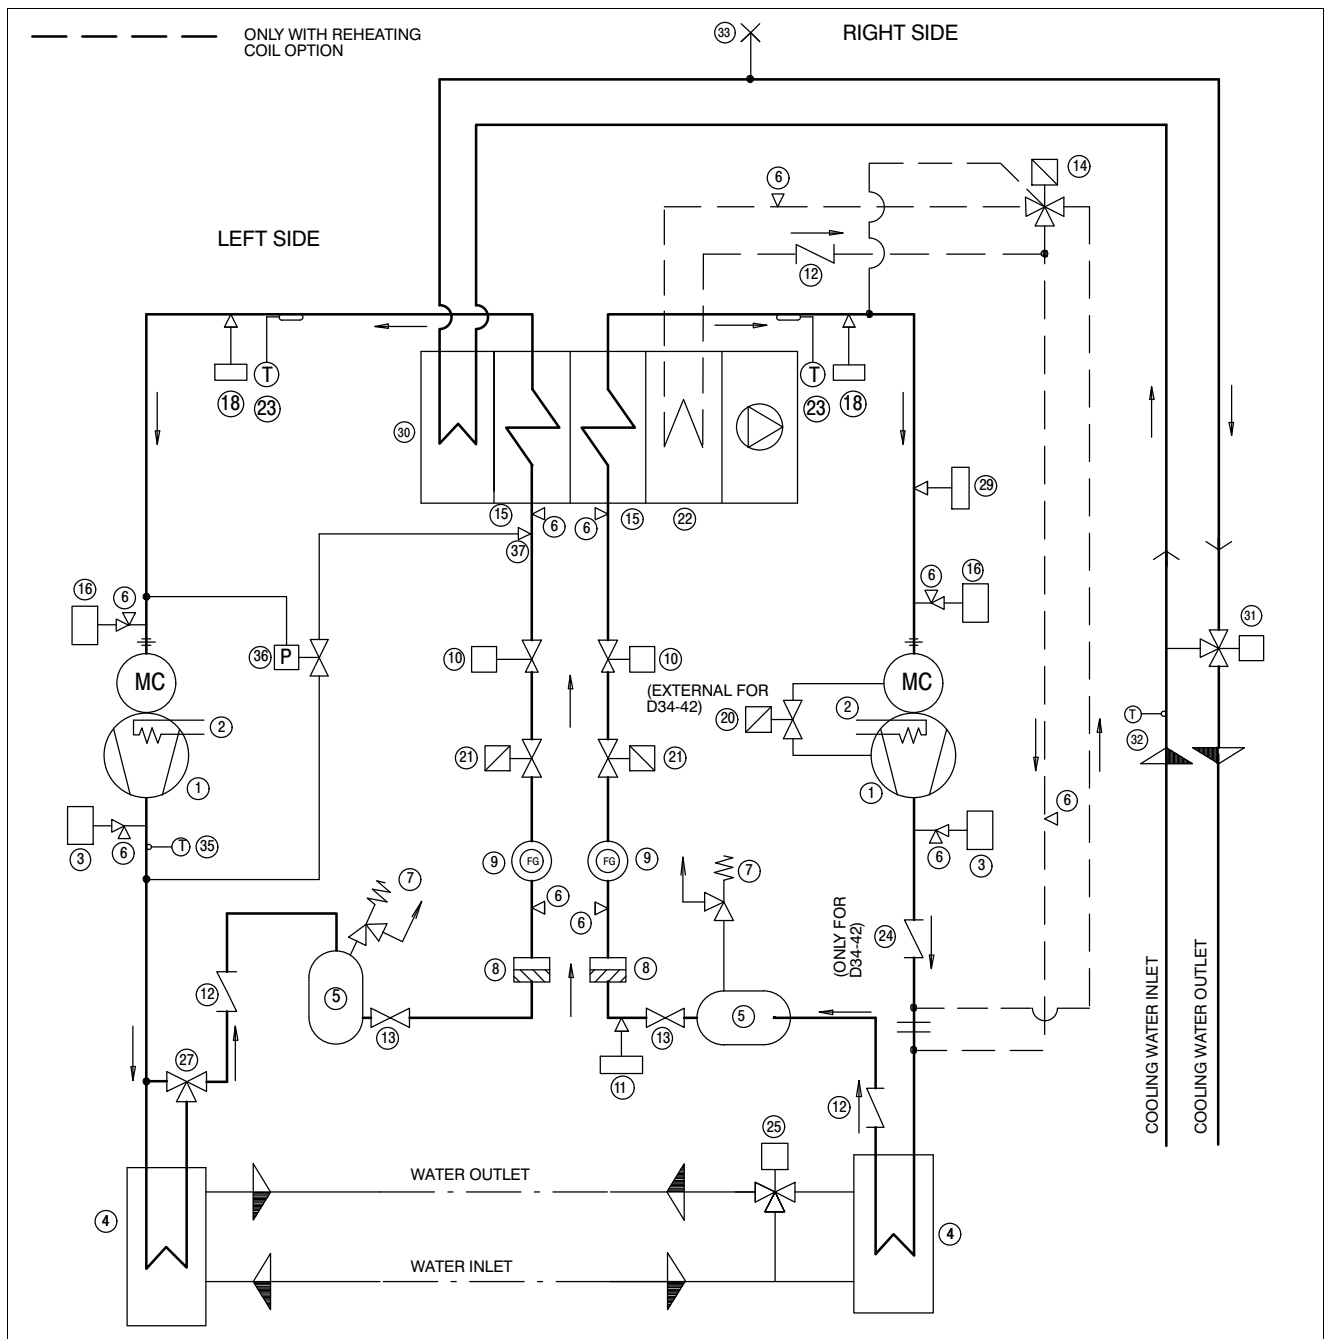 ONLY WITH REHEATING
COIL OPTION
33
RIGHT SIDE
14
6
LEFT SIDE
12
T
T
18
23
23
18
30
29
15
6
6
15
22
37
16
6
6
16
31
36
P
10
10
MC
(EXTERNAL FOR
D34-42)
MC
20
2
2
T
32
21
21
1
1
6
3
6
T
35
9
FG
FG
9
6
3
7
7
6
6
(ONLY FOR
D34-42)
24
8
8
12
5
5
13
13
27
11
12
25
COOLING WATER INLET
COOLING WATER OUTLET
WATER OUTLET
4
4
WATER INLET